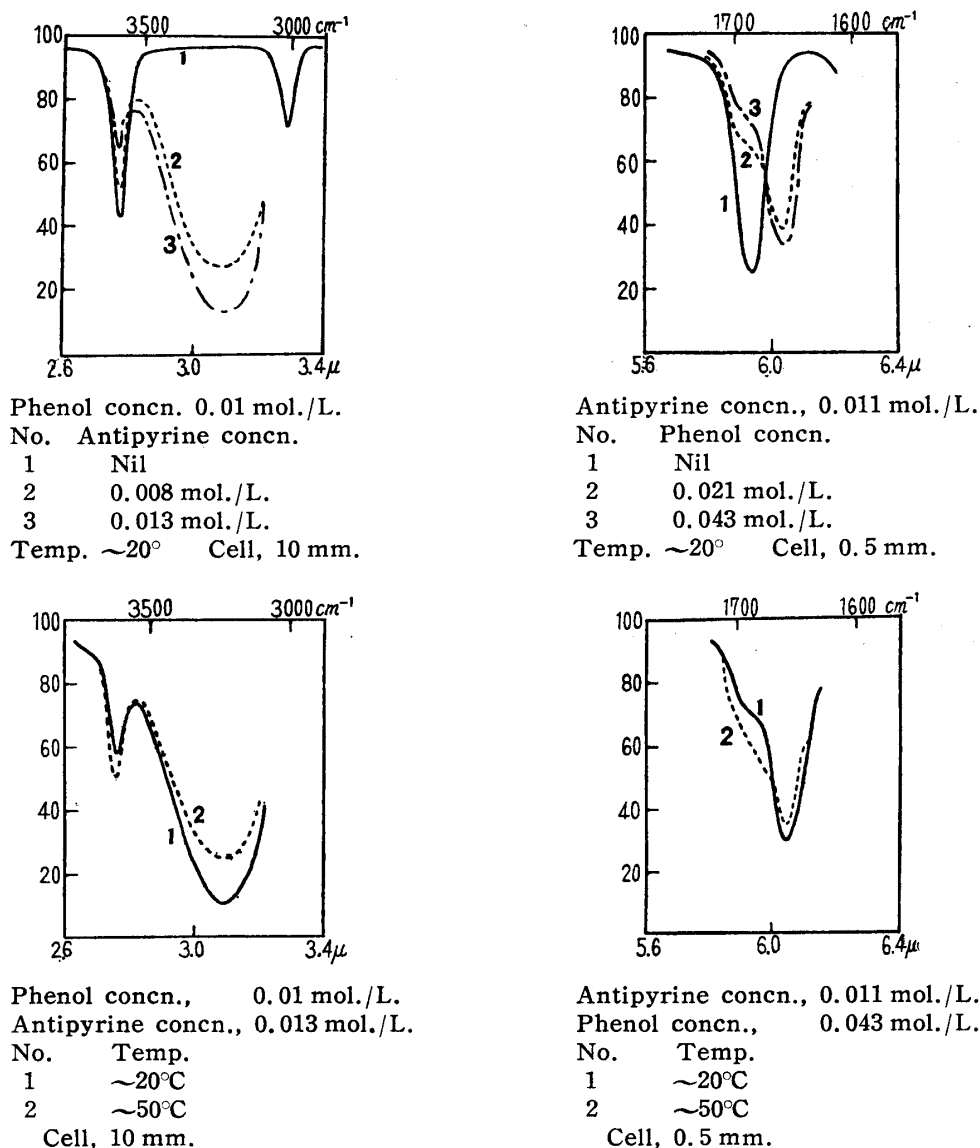 3500 3000 cm⁻¹
100
80
60
40
20
1
2
3
2.6 3.0 3.4μ
Phenol concn. 0.01 mol./L.
No. Antipyrine concn.
1 Nil
2 0.008 mol./L.
3 0.013 mol./L.
Temp. ~20° Cell, 10 mm.
1700 1600 cm⁻¹
100
80
60
40
20
3
2
1
5.6 6.0 6.4μ
Antipyrine concn., 0.011 mol./L.
No. Phenol concn.
1 Nil
2 0.021 mol./L.
3 0.043 mol./L.
Temp. ~20° Cell, 0.5 mm.
3500 3000 cm⁻¹
100
80
60
40
20
2
1
2.6 3.0 3.4μ
Phenol concn., 0.01 mol./L.
Antipyrine concn., 0.013 mol./L.
No. Temp.
1 ~20°C
2 ~50°C
Cell, 10 mm.
1700 1600 cm⁻¹
100
80
60
40
20
1
2
5.6 6.0 6.4μ
Antipyrine concn., 0.011 mol./L.
Phenol concn., 0.043 mol./L.
No. Temp.
1 ~20°C
2 ~50°C
Cell, 0.5 mm.